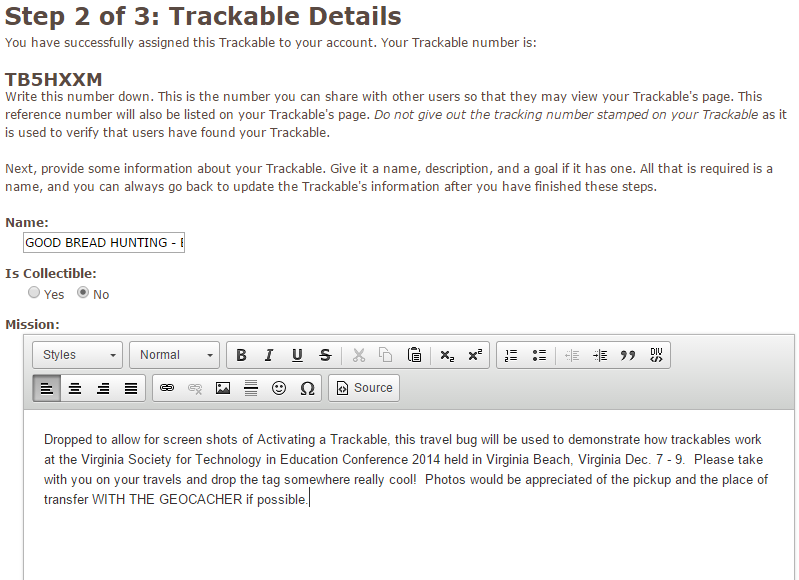 Step 2 of 3: Trackable Details
You have successfully assigned this Trackable to your account. Your Trackable number is:
TB5HXXM
Write this number down. This is the number you can share with other users so that they may view your Trackable's page. This
reference number will also be listed on your Trackable's page. Do not give out the tracking number stamped on your Trackable as it
is used to verify that users have found your Trackable.
Next, provide some information about your Trackable. Give it a name, description, and a goal if it has one. All that is required is a
name, and you can always go back to update the Trackable's information after you have finished these steps.
Name:
GOOD BREAD HUNTING -
Is Collectible:
Yes No
Mission:
Styles Normal B I U S x₂ x² DIV
Ω Source
Dropped to allow for screen shots of Activating a Trackable, this travel bug will be used to demonstrate how trackables work
at the Virginia Society for Technology in Education Conference 2014 held in Virginia Beach, Virginia Dec. 7 - 9. Please take
with you on your travels and drop the tag somewhere really cool! Photos would be appreciated of the pickup and the place of
transfer WITH THE GEOCACHER if possible.